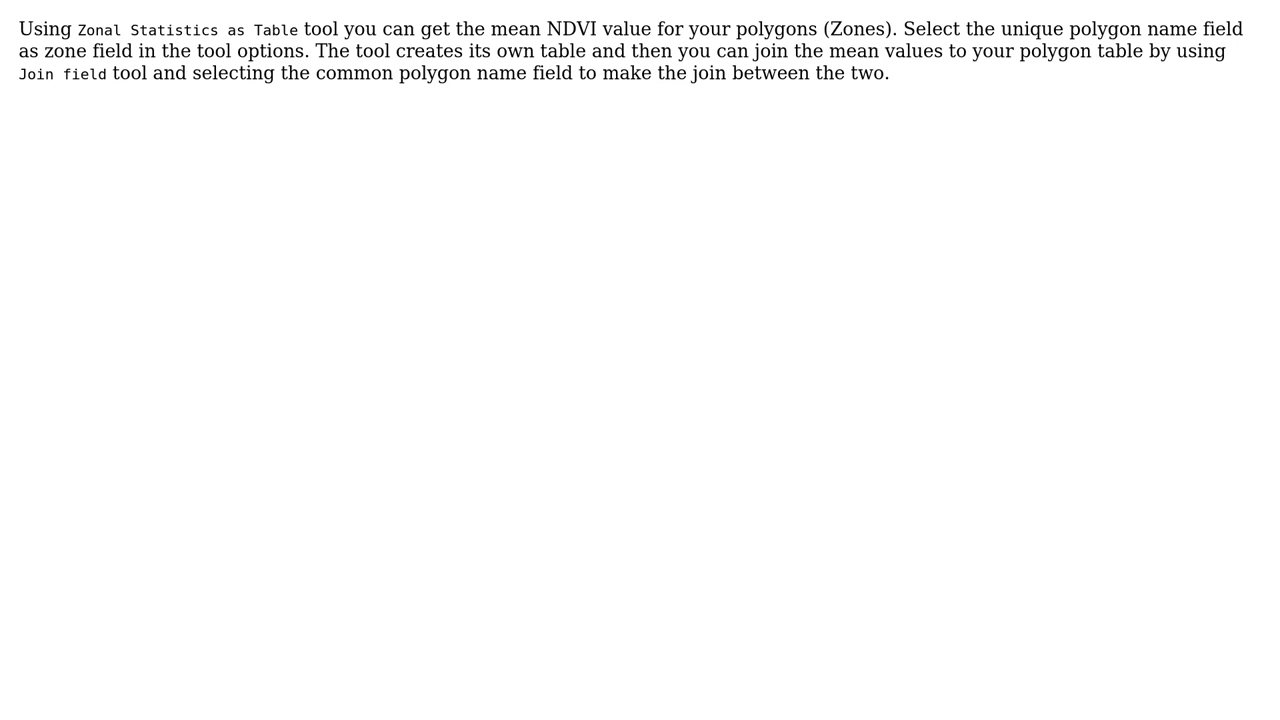 Using Zonal Statistics as Table tool you can get the mean NDVI value for your polygons (Zones). Select the unique polygon name field
as zone field in the tool options. The tool creates its own table and then you can join the mean values to your polygon table by using
Join field tool and selecting the common polygon name field to make the join between the two.